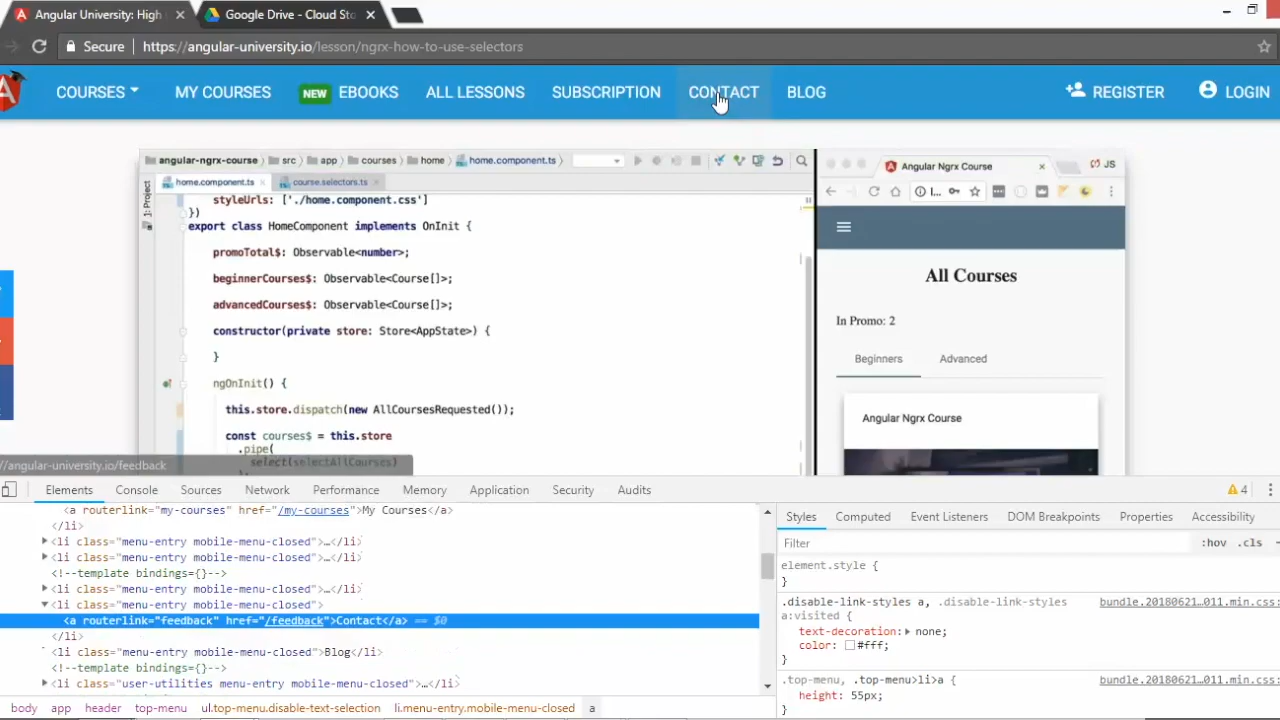 Angular University: High
Google Drive - Cloud Sto
Secure https://angular-university.io/lesson/ngrx-how-to-use-selectors
COURSES MY COURSES NEW EBOOKS ALL LESSONS SUBSCRIPTION CONTACT BLOG REGISTER LOGIN
angular-ngrx-course src app courses home home.component.ts
home.component.ts course.selectors.ts
1: Project
styleUrls: ['./home.component.css']
})
export class HomeComponent implements OnInit {
promoTotal$: Observable<number>;
beginnerCourses$: Observable<Course[]>;
advancedCourses$: Observable<Course[]>;
constructor(private store: Store<AppState>) {
}
ngOnInit() {
this.store.dispatch(new AllCoursesRequested());
const courses$ = this.store
.pipe(
select(selectAllCourses)
Angular Ngrx Course
JS
All Courses
In Promo: 2
Beginners Advanced
Angular Ngrx Course
//angular-university.io/feedback
Elements Console Sources Network Performance Memory Application Security Audits 4
<a routerlink="my-courses" href="/my-courses">My Courses</a>
</li>
<li class="menu-entry mobile-menu-closed">…</li>
<li class="menu-entry mobile-menu-closed">…</li>
<!--template bindings={}-->
<li class="menu-entry mobile-menu-closed">…</li>
<li class="menu-entry mobile-menu-closed">
<a routerlink="feedback" href="/feedback">Contact</a> == $0
</li>
<li class="menu-entry mobile-menu-closed">Blog</li>
<!--template bindings={}-->
<li class="user-utilities menu-entry mobile-menu-closed">…</li>
body app header top-menu ul.top-menu.disable-text-selection li.menu-entry.mobile-menu-closed a
Styles Computed Event Listeners DOM Breakpoints Properties Accessibility
Filter :hov .cls
element.style {
}
.disable-link-styles a, .disable-link-styles bundle.20180621…011.min.css:
a:visited {
text-decoration: none;
color: #fff;
}
.top-menu, .top-menu>li>a { bundle.20180621…011.min.css:
height: 55px;
}